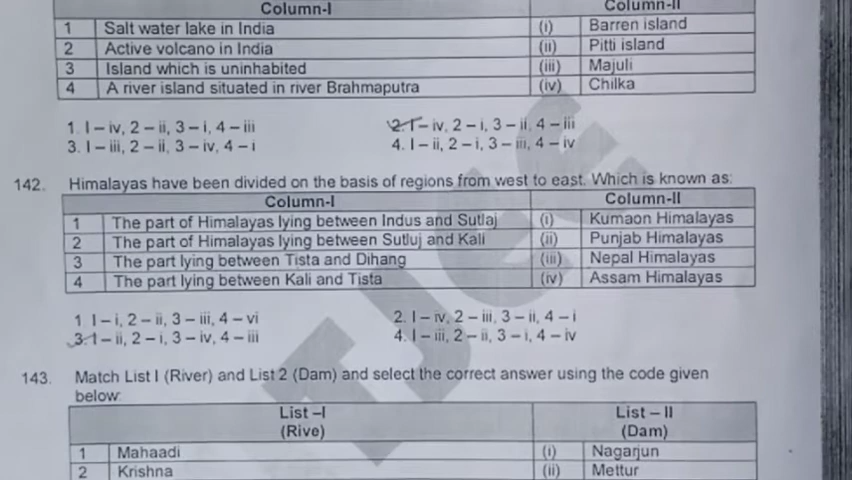 Column-I Column-II
1 Salt water lake in India (i) Barren island
2 Active volcano in India (ii) Pitti island
3 Island which is uninhabited (iii) Majuli
4 A river island situated in river Brahmaputra (iv) Chilka
1. I – iv, 2 – ii, 3 – i, 4 – iii 2. I – iv, 2 – i, 3 – ii, 4 – iii
3. I – iii, 2 – ii, 3 – iv, 4 – i 4. I – ii, 2 – i, 3 – iii, 4 – iv
142. Himalayas have been divided on the basis of regions from west to east. Which is known as:
Column-I Column-II
1 The part of Himalayas lying between Indus and Sutlaj (i) Kumaon Himalayas
2 The part of Himalayas lying between Sutluj and Kali (ii) Punjab Himalayas
3 The part lying between Tista and Dihang (iii) Nepal Himalayas
4 The part lying between Kali and Tista (iv) Assam Himalayas
1. I – i, 2 – ii, 3 – iii, 4 – vi 2. I – iv, 2 – iii, 3 – ii, 4 – i
3. I – ii, 2 – i, 3 – iv, 4 – iii 4. I – iii, 2 – ii, 3 – i, 4 – iv
143. Match List I (River) and List 2 (Dam) and select the correct answer using the code given
below:
List –I List – II
(Rive) (Dam)
1 Mahaadi (i) Nagarjun
2 Krishna (ii) Mettur